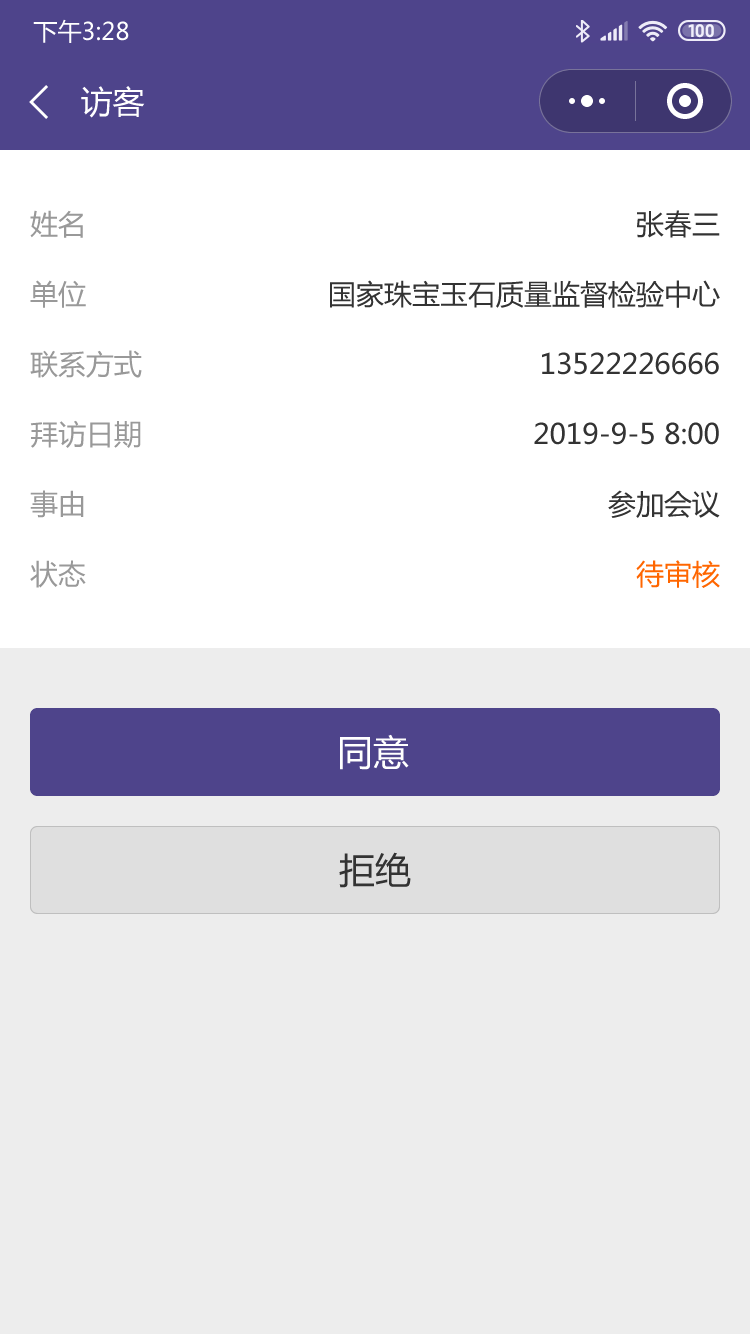 下午3:28
100
访客
姓名 张春三
单位 国家珠宝玉石质量监督检验中心
联系方式 13522226666
拜访日期 2019-9-5 8:00
事由 参加会议
状态 待审核
同意
拒绝